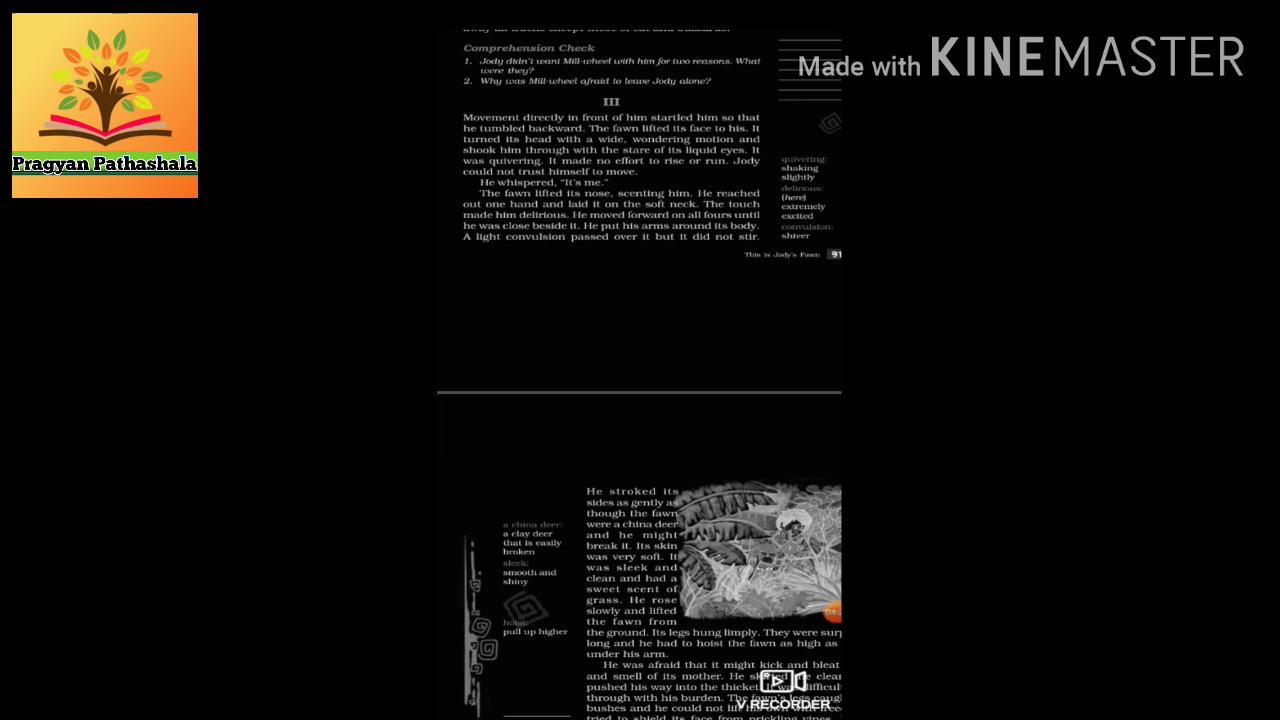 Pragyan Pathashala
Made with KINEMASTER
Comprehension Check
1. Jody didn't want Mill-wheel with him for two reasons. What
were they?
2. Why was Mill-wheel afraid to leave Jody alone?
III
Movement directly in front of him startled him so that
he tumbled backward. The fawn lifted its face to his. It
turned its head with a wide, wondering motion and
shook him through with the stare of its liquid eyes. It
was quivering. It made no effort to rise or run. Jody
could not trust himself to move.
He whispered, "It's me."
The fawn lifted its nose, scenting him. He reached
out one hand and laid it on the soft neck. The touch
made him delirious. He moved forward on all fours until
he was close beside it. He put his arms around its body.
A light convulsion passed over it but it did not stir.
quivering:
shaking
slightly
delirious:
(here)
extremely
excited
convulsion:
shiver
This is Jody's Fawn 91
a china deer:
a clay deer
that is easily
broken
sleek:
smooth and
shiny
hoist:
pull up higher
He stroked its
sides as gently as
though the fawn
were a china deer
and he might
break it. Its skin
was very soft. It
was sleek and
clean and had a
sweet scent of
grass. He rose
slowly and lifted
the fawn from
the ground. Its legs hung limply. They were
long and he had to hoist the fawn as high as
under his arm.
He was afraid that it might kick and bleat
and smell of its mother. He
pushed his way into the thicket. It was
through with his burden. The fawn's legs
bushes and he could not lift his own with
tried to shield its face from prickling vines.
V RECORDER